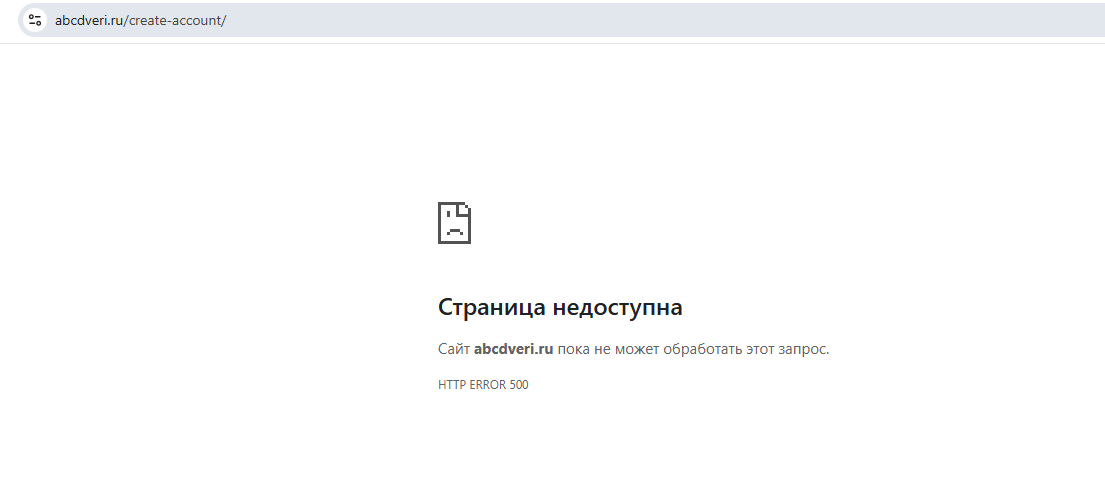 abcdveri.ru/create-account/
Страница недоступна
Сайт abcdveri.ru пока не может обработать этот запрос.
HTTP ERROR 500